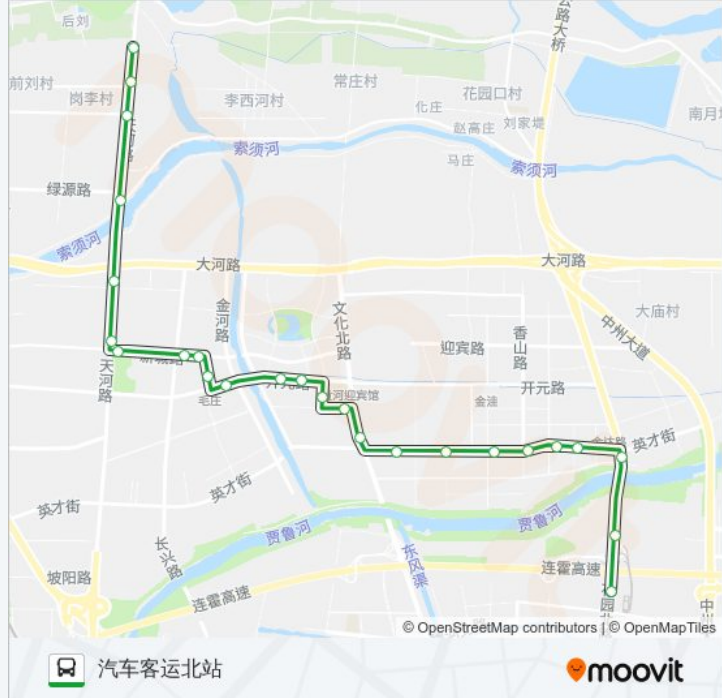 后刘
公路大桥
前刘村
岗李村
李西河村
常庄村
化庄
花园口村
赵高庄
刘家堤
马庄
索须河
索须河
绿源路
索须河
大河路
大河路
金河路
文化北路
香山路
迎宾路
大庙村
中州大道
天河路
开元路
毛庄
金洼
英才街
英才街
英才街
贾鲁河
贾鲁河
东风渠
长兴路
坡阳路
连霍高速
连霍高速
© OpenStreetMap contributors | © OpenMapTiles
汽车客运北站
moovit